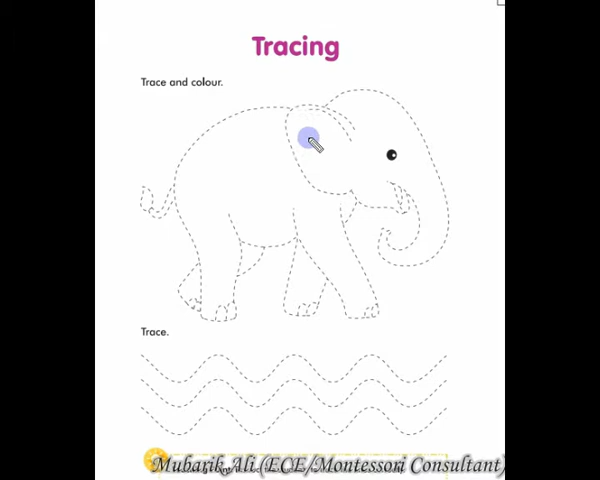 Tracing
Trace and colour.
Trace.
Mubarik Ali (ECE/Montessori Consultant)